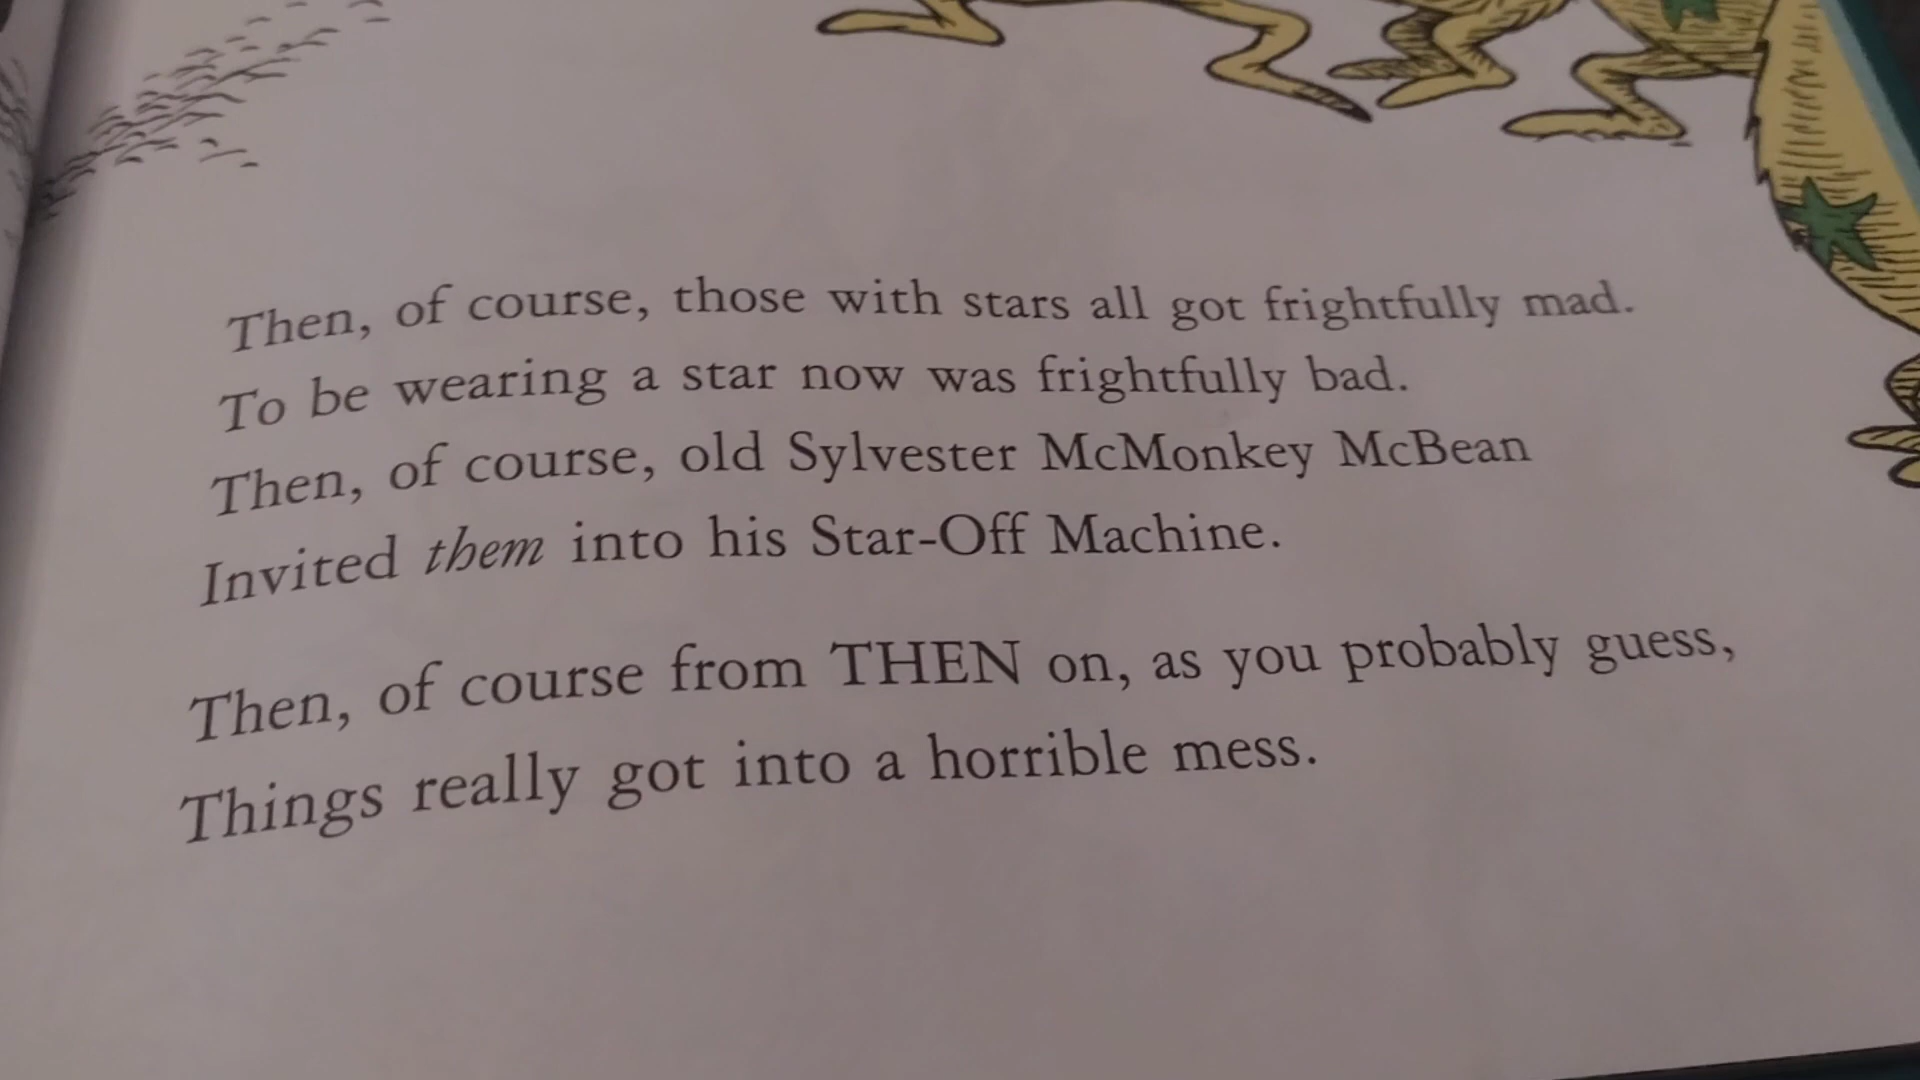 Then, of course, those with stars all got frightfully mad.
To be wearing a star now was frightfully bad.
Then, of course, old Sylvester McMonkey McBean
Invited them into his Star-Off Machine.
Then, of course from THEN on, as you probably guess,
Things really got into a horrible mess.